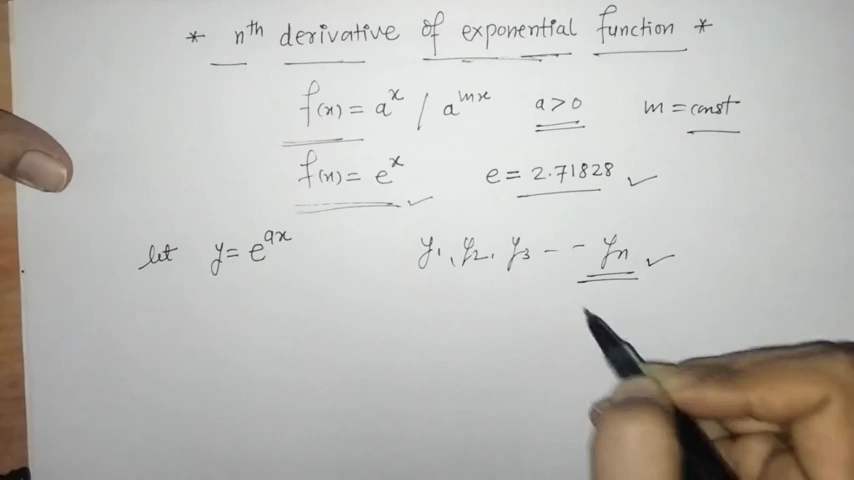 * nth derivative of exponential function *
f(x) = a^x / a^mx a > 0 m = const
f(x) = e^x e = 2.71828 ✓
let y = e^ax y1, y2, y3 - - yn ✓